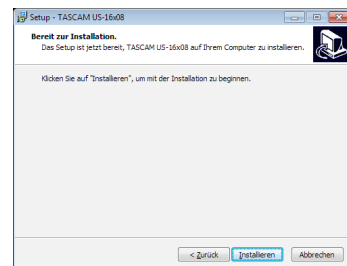 Setup - TASCAM US-16x08
Bereit zur Installation.
Das Setup ist jetzt bereit, TASCAM US-16x08 auf Ihrem Computer zu installieren.
Klicken Sie auf "Installieren", um mit der Installation zu beginnen.
< Zurück Installieren Abbrechen